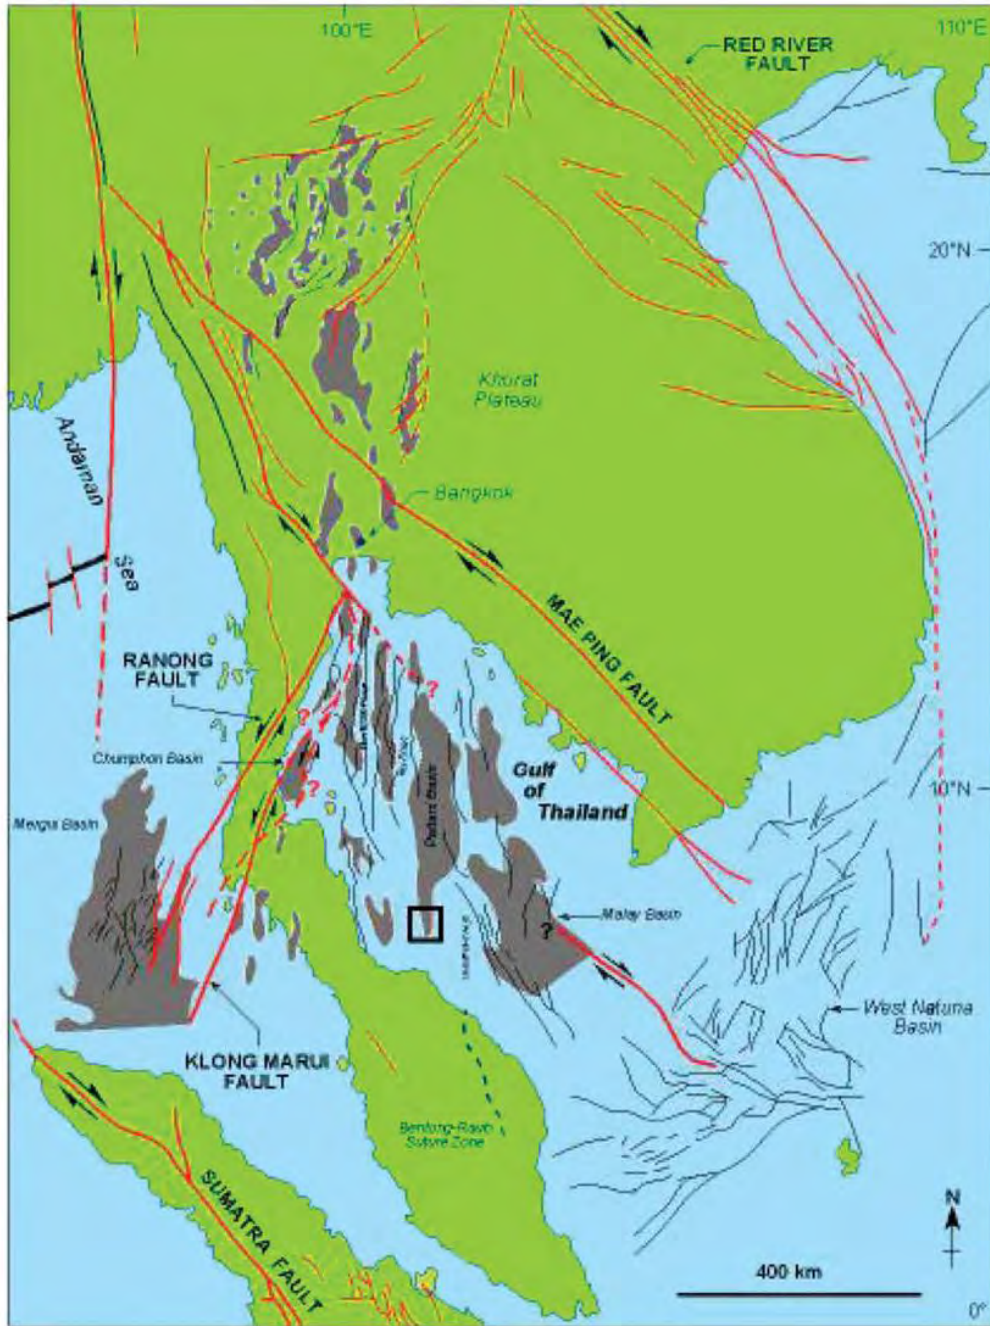 100°E
110°E
RED RIVER
FAULT
20°N
Khorat
Plateau
Andaman
Sea
Bangkok
MAE PING FAULT
RANONG
FAULT
?
?
Chumphon Basin
?
Gulf
of
Thailand
10°N
Pattani Basin
Mergui Basin
Malay Basin
?
West Natuna
Basin
KLONG MARUI
FAULT
Bentong-Raub
Suture Zone
SUMATRA FAULT
N
400 km
0°